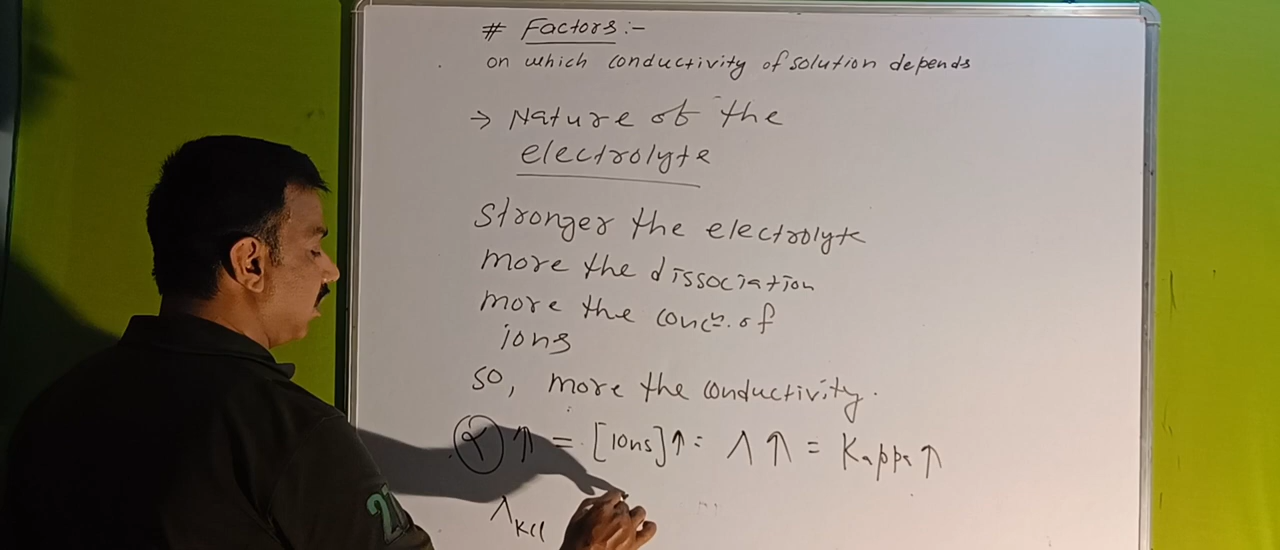 # Factors :-
on which conductivity of solution depends
→ Nature of the
electrolyte
Stronger the electrolyte
more the dissociation
more the concn. of
ions
So, more the conductivity.
α ↑ = [Ions] ↑ = Λ ↑ = Kappa ↑
Λ KCl
21